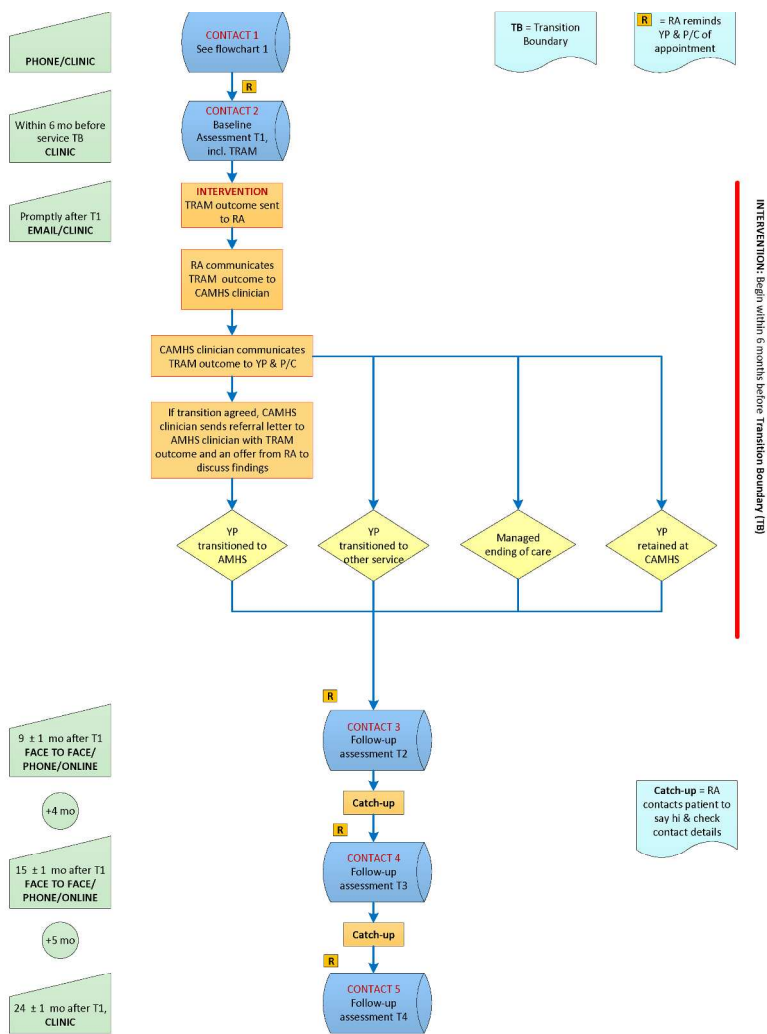 PHONE/CLINIC
CONTACT 1
See flowchart 1
TB = Transition
Boundary
R = RA reminds
YP & P/C of
appointment
R
Within 6 mo before
service TB
CLINIC
CONTACT 2
Baseline
Assessment T1,
incl. TRAM
Promptly after T1
EMAIL/CLINIC
INTERVENTION
TRAM outcome sent
to RA
RA communicates
TRAM outcome to
CAMHS clinician
CAMHS clinician communicates
TRAM outcome to YP & P/C
If transition agreed, CAMHS
clinician sends referral letter to
AMHS clinician with TRAM
outcome and an offer from RA to
discuss findings
YP
transitioned to
AMHS
YP
transitioned to
other service
Managed
ending of care
YP
retained at
CAMHS
INTERVENTION: Begin within 6 months before Transition Boundary (TB)
R
9 ± 1 mo after T1
FACE TO FACE/
PHONE/ONLINE
CONTACT 3
Follow-up
assessment T2
+4 mo
Catch-up
Catch-up = RA
contacts patient to
say hi & check
contact details
R
15 ± 1 mo after T1
FACE TO FACE/
PHONE/ONLINE
CONTACT 4
Follow-up
assessment T3
+5 mo
Catch-up
R
24 ± 1 mo after T1,
CLINIC
CONTACT 5
Follow-up
assessment T4